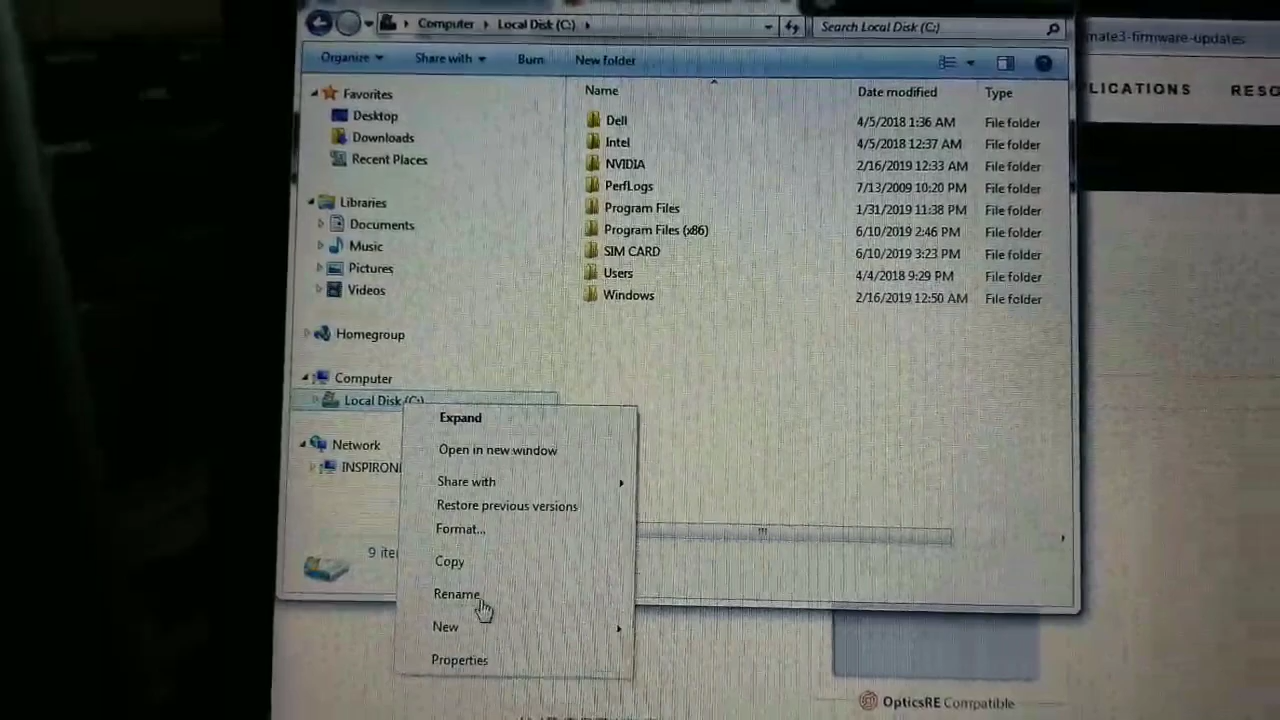 Computer Local Disk (C:)
Search Local Disk (C:)
mate3-firmware-updates
Organize
Share with
Burn
New folder
LICATIONS
RESO
Favorites
Desktop
Downloads
Recent Places
Libraries
Documents
Music
Pictures
Videos
Homegroup
Computer
Local Disk (C:)
Network
INSPIRON
9 ite
Name Date modified Type
Dell 4/5/2018 1:36 AM File folder
Intel 4/5/2018 12:37 AM File folder
NVIDIA 2/16/2019 12:33 AM File folder
PerfLogs 7/13/2009 10:20 PM File folder
Program Files 1/31/2019 11:38 PM File folder
Program Files (x86) 6/10/2019 2:46 PM File folder
SIM CARD 6/10/2019 3:23 PM File folder
Users 4/4/2018 9:29 PM File folder
Windows 2/16/2019 12:50 AM File folder
Expand
Open in new window
Share with
Restore previous versions
Format...
Copy
Rename
New
Properties
OpticsRE Compatible